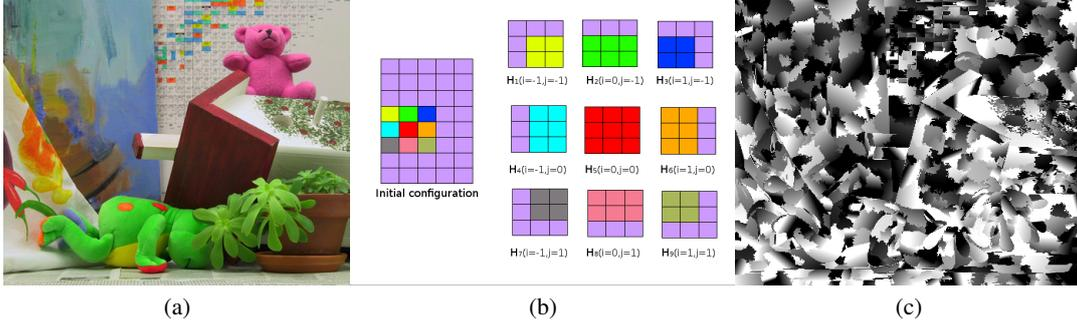 H₁(i=-1,j=-1) H₂(i=0,j=-1) H₃(i=1,j=-1)
H₄(i=-1,j=0) H₅(i=0,j=0) H₆(i=1,j=0)
Initial configuration
H₇(i=-1,j=1) H₈(i=0,j=1) H₉(i=1,j=1)
(a) (b) (c)